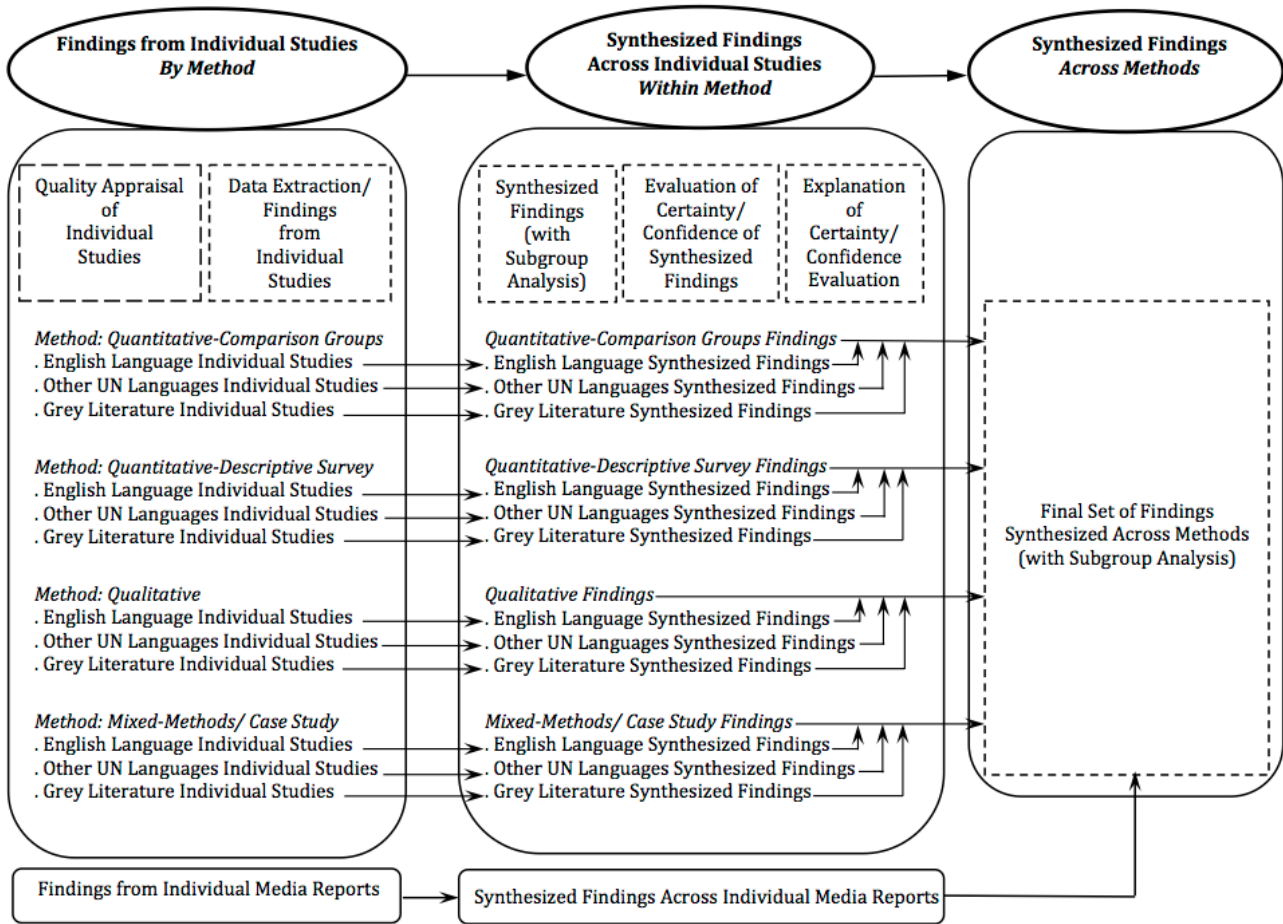 Findings from Individual Studies
By Method
Synthesized Findings
Across Individual Studies
Within Method
Synthesized Findings
Across Methods
Quality Appraisal
of
Individual
Studies
Data Extraction/
Findings
from
Individual
Studies
Synthesized
Findings
(with
Subgroup
Analysis)
Evaluation of
Certainty/
Confidence of
Synthesized
Findings
Explanation
of
Certainty/
Confidence
Evaluation
Method: Quantitative-Comparison Groups
. English Language Individual Studies
. Other UN Languages Individual Studies
. Grey Literature Individual Studies
Quantitative-Comparison Groups Findings
. English Language Synthesized Findings
. Other UN Languages Synthesized Findings
. Grey Literature Synthesized Findings
Method: Quantitative-Descriptive Survey
. English Language Individual Studies
. Other UN Languages Individual Studies
. Grey Literature Individual Studies
Quantitative-Descriptive Survey Findings
. English Language Synthesized Findings
. Other UN Languages Synthesized Findings
. Grey Literature Synthesized Findings
Method: Qualitative
. English Language Individual Studies
. Other UN Languages Individual Studies
. Grey Literature Individual Studies
Qualitative Findings
. English Language Synthesized Findings
. Other UN Languages Synthesized Findings
. Grey Literature Synthesized Findings
Method: Mixed-Methods/ Case Study
. English Language Individual Studies
. Other UN Languages Individual Studies
. Grey Literature Individual Studies
Mixed-Methods/ Case Study Findings
. English Language Synthesized Findings
. Other UN Languages Synthesized Findings
. Grey Literature Synthesized Findings
Final Set of Findings
Synthesized Across Methods
(with Subgroup Analysis)
Findings from Individual Media Reports
Synthesized Findings Across Individual Media Reports